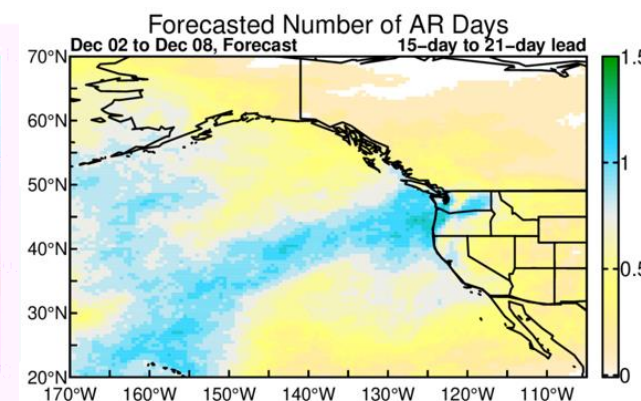 Forecasted Number of AR Days
Dec 02 to Dec 08, Forecast 15-day to 21-day lead
70°N
60°N
50°N
40°N
30°N
20°N
170°W 160°W 150°W 140°W 130°W 120°W 110°W
1.5
1
0.5
0